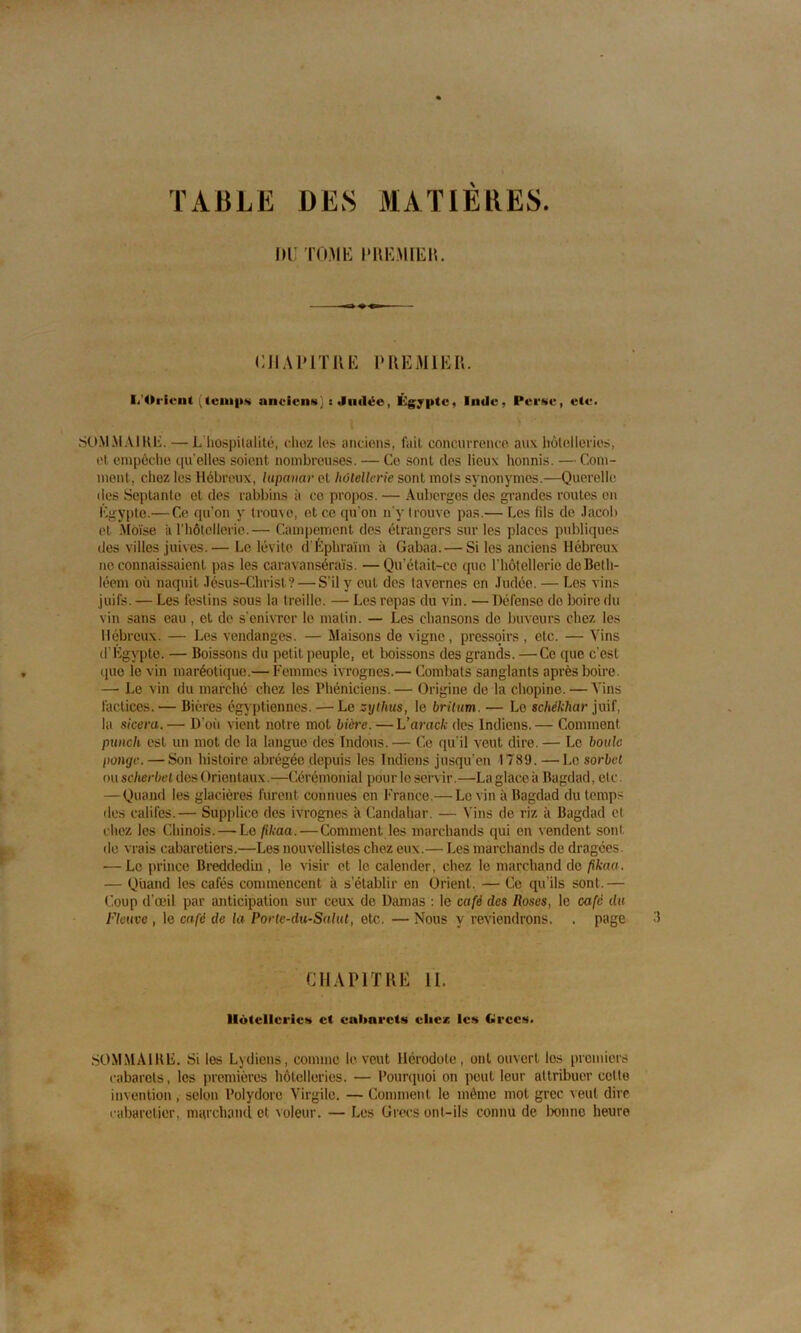 TABLE DES MATIÈRES.
DU TOME PREMIER.
CHAPITRE PREMIER.
L'Orient (temps anciens) : Judée, Égypte, Inde, Perse, etc.
SOMMAIRE. — L'hospitalité, chez les anciens, fait concurrence aux hôtelleries,
et empêche qu'elles soient nombreuses. — Ce sont des lieux honnis. — Com-
ment, chez les Hébreux, lupanar et hôtellerie sont mots synonymes.—Querelle
des Septante et des rabbins à ce propos. — Auberges des grandes routes en
Égypte.— Ce qu'on y trouve, et ce qu'on n'y trouve pas.— Les fils de Jacob
et Moïse à l'hôtellerie.— Campement des étrangers sur les places publiques
des villes juives. — Le lévite d'Éphraïm à Gabaa. — Si les anciens Hébreux
ne connaissaient pas les caravansérais. — Qu'était-ce que l'hôtellerie de Beth-
léem où naquit Jésus-Christ? — S'il y eut des tavernes en Judée. — Les vins
juifs. — Les festins sous la treille. — Les repas du vin. — Défense de boire du
vin sans eau, et de s'enivrer le matin. — Les chansons de buveurs chez les
Hébreux. — Les vendanges. — Maisons de vigne, pressoirs, etc. — Vins
d'Égypte. — Boissons du petit peuple, et boissons des grands. — Ce que c'est
que le vin maréotique.— Femmes ivrognes.— Combats sanglants après boire.
— Le vin du marché chez les Phéniciens. — Origine de la chopine. — Vins
factices. — Bières égyptiennes. — Le zythus, le britum. — Le schékhar juif,
la sicera. — D'où vient notre mot bière. — L'arack des Indiens. — Comment
punch est un mot de la langue des Indous. — Ce qu'il veut dire. — Le boule
ponge. — Son histoire abrégée depuis les Indiens jusqu'en 1789. — Le sorbet
ou scherbet des Orientaux.—Cérémonial pour le servir.—La glace à Bagdad, etc.
— Quand les glacières furent connues en France.— Le vin à Bagdad du temps
des califes.— Supplice des ivrognes à Candahar. — Vins de riz à Bagdad et
chez les Chinois. — Le fikaa. — Comment les marchands qui en vendent sont
de vrais cabaretiers.—Les nouvellistes chez eux.— Les marchands de dragées.
— Le prince Breddedin, le visir et le calender, chez le marchand de fikaa.
— Quand les cafés commencent à s'établir en Orient. — Ce qu'ils sont. —
Coup d'œil par anticipation sur ceux de Damas : le café des Roses, le café du
Fleuve, le café de la Porte-du-Salut, etc. — Nous y reviendrons. . page 3
CHAPITRE II.
Hôtelleries et cabarets chez les Grecs.
SOMMAIRE. Si les Lydiens, comme le veut Hérodote, ont ouvert les premiers
cabarets, les premières hôtelleries. — Pourquoi on peut leur attribuer cette
invention, selon Polydore Virgile. — Comment le même mot grec veut dire
cabaretier, marchand et voleur. — Les Grecs ont-ils connu de bonne heure